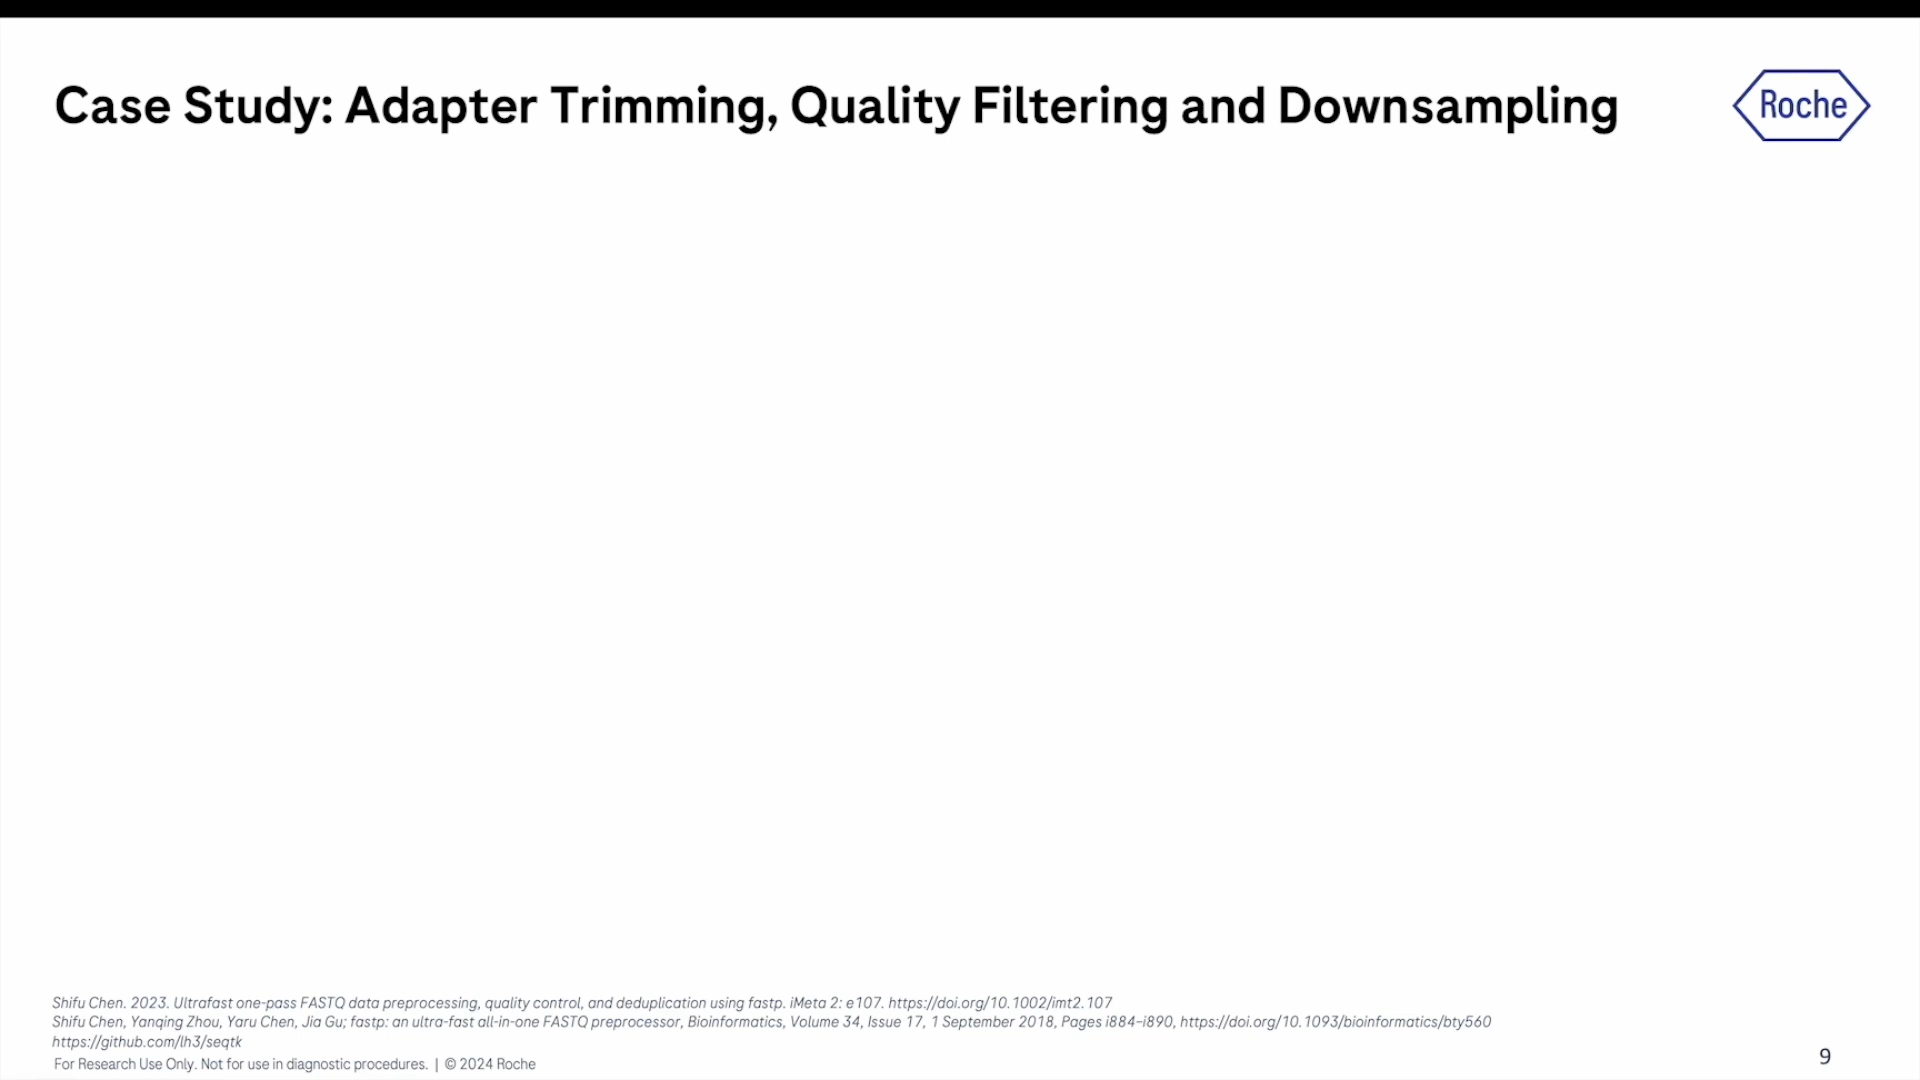 Case Study: Adapter Trimming, Quality Filtering and Downsampling
Roche
Shifu Chen. 2023. Ultrafast one-pass FASTQ data preprocessing, quality control, and deduplication using fastp. iMeta 2: e107. https://doi.org/10.1002/imt2.107
Shifu Chen, Yanqing Zhou, Yaru Chen, Jia Gu; fastp: an ultra-fast all-in-one FASTQ preprocessor, Bioinformatics, Volume 34, Issue 17, 1 September 2018, Pages i884–i890, https://doi.org/10.1093/bioinformatics/bty560
https://github.com/lh3/seqtk
For Research Use Only. Not for use in diagnostic procedures. | © 2024 Roche
9